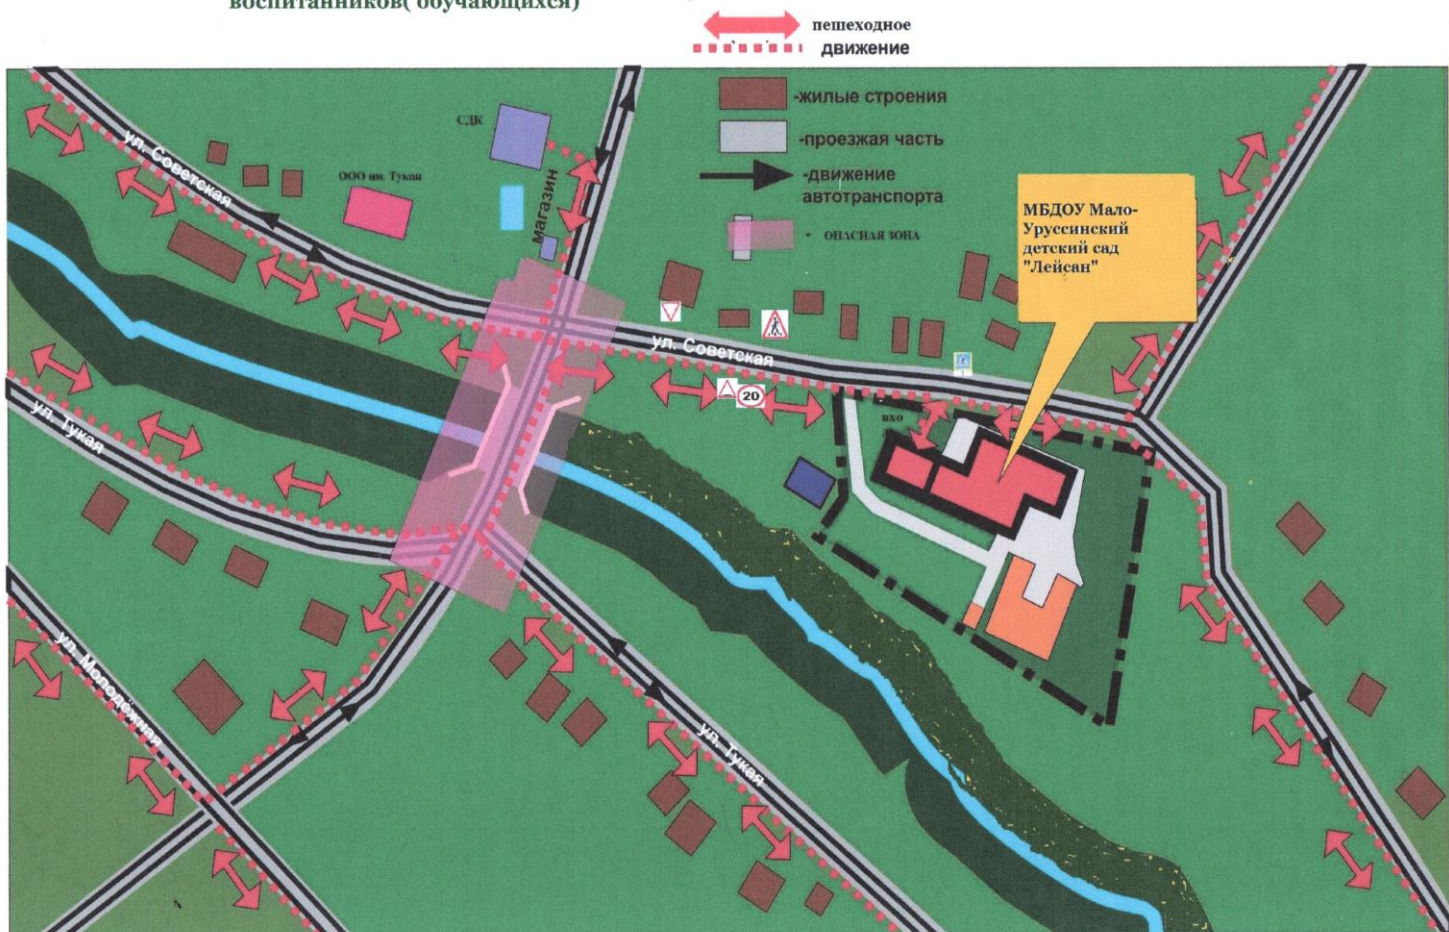 воспитанников( обучающихся)
пешеходное
движение
-жилые строения
-проезжая часть
-движение
автотранспорта
- ОПАСНАЯ ЗОНА
СДК
ул. Советская
ООО им. Тукая
магазин
МБДОУ Мало-
Уруссинский
детский сад
"Лейсан"
ул. Советская
20
вхо
ул. Тукая
ул. Молодёжная
ул. Тукая